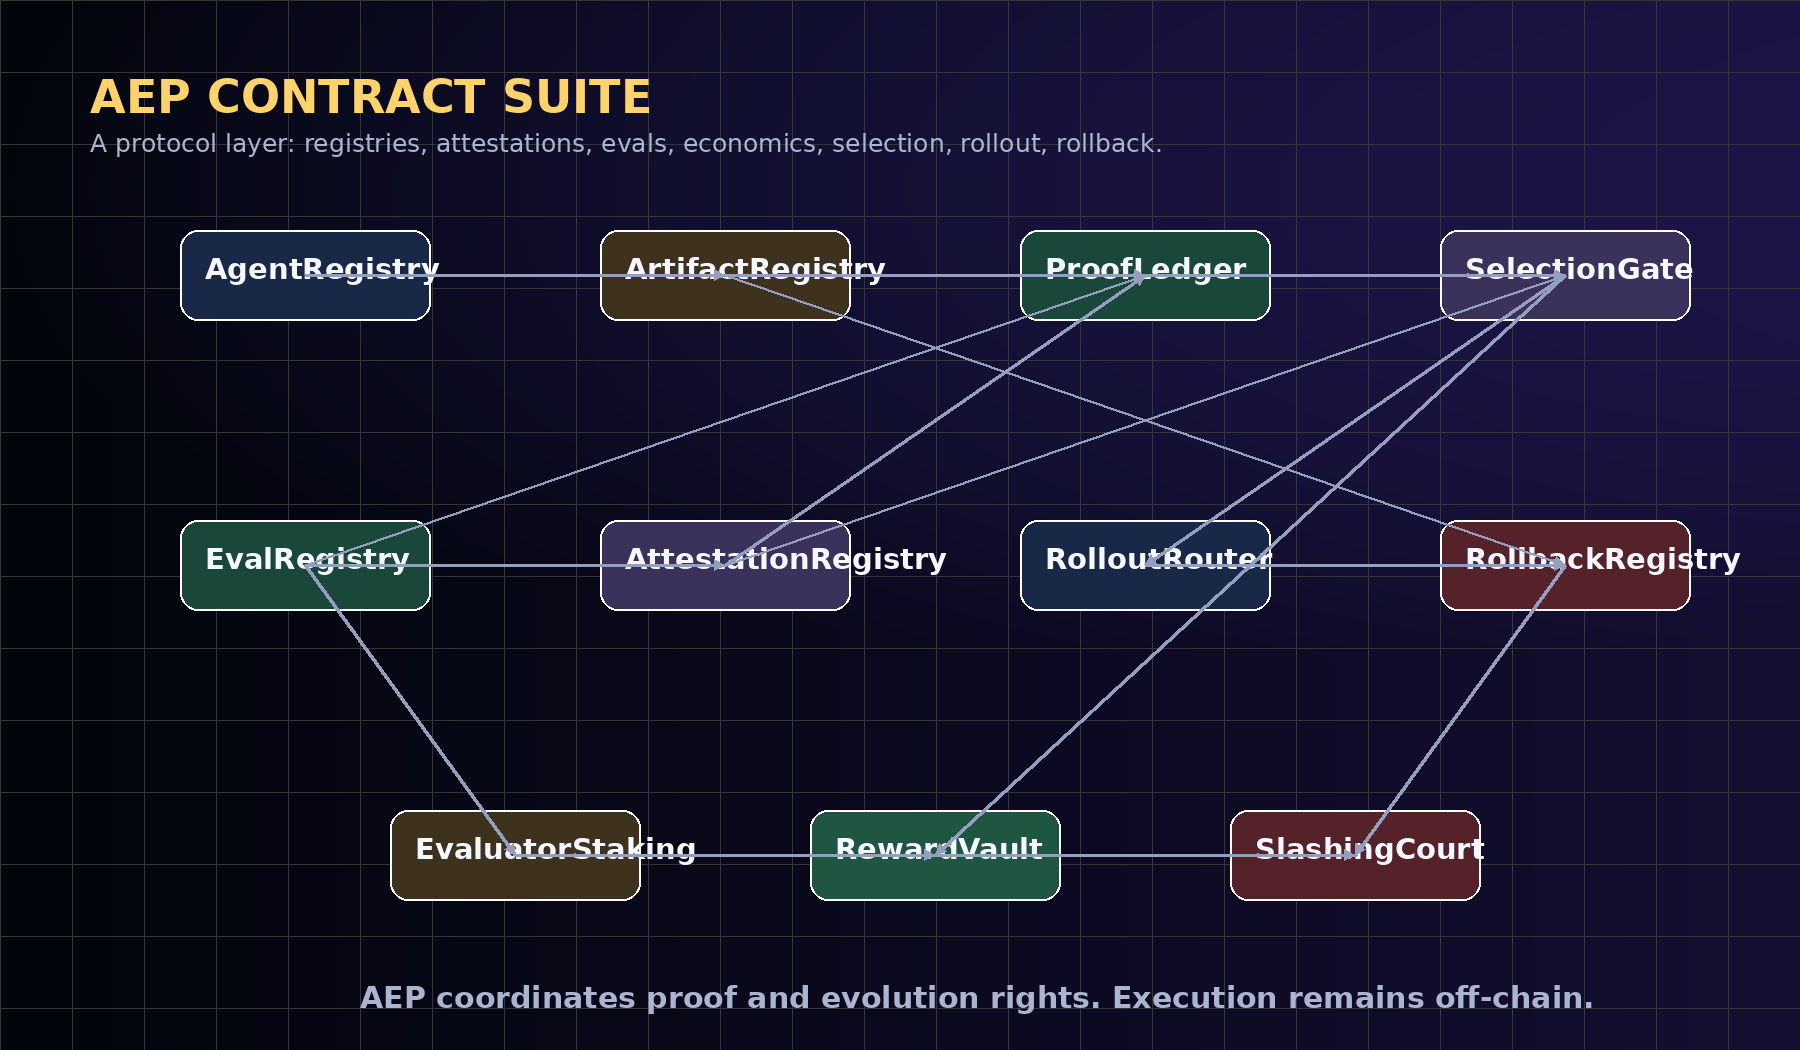 AEP CONTRACT SUITE
A protocol layer: registries, attestations, evals, economics, selection, rollout, rollback.
AgentRegistry
ArtifactRegistry
ProofLedger
SelectionGate
EvalRegistry
AttestationRegistry
RolloutRouter
RollbackRegistry
EvaluatorStaking
RewardVault
SlashingCourt
AEP coordinates proof and evolution rights. Execution remains off-chain.